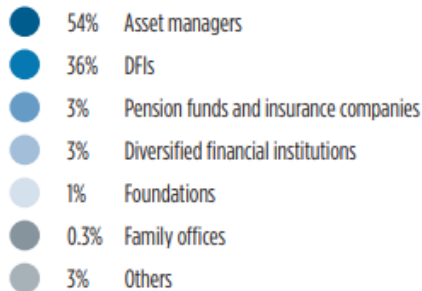 54% Asset managers
36% DFIs
3% Pension funds and insurance companies
3% Diversified financial institutions
1% Foundations
0.3% Family offices
3% Others